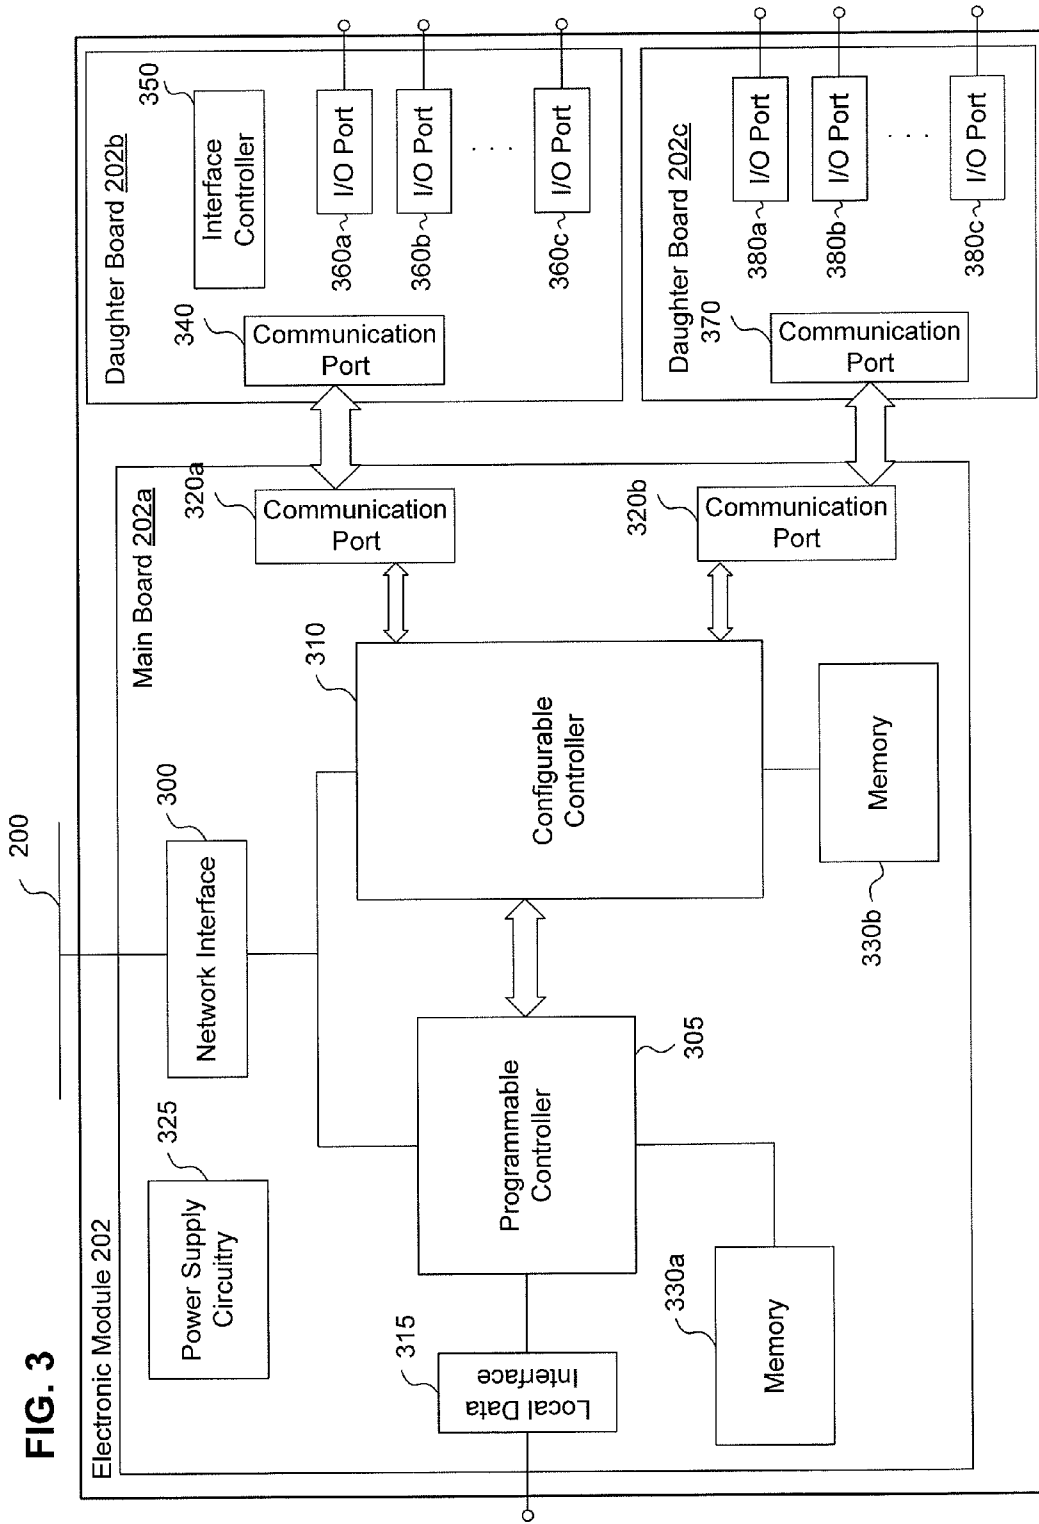 FIG. 3
200
Electronic Module 202
Main Board 202a
Power Supply
Circuitry
325
Network Interface
300
Local Data
Interface
315
Programmable
Controller
305
Configurable
Controller
310
Memory
330a
Memory
330b
Communication
Port
320a
Communication
Port
320b
Daughter Board 202b
Communication
Port
340
Interface
Controller
350
I/O Port
360a
I/O Port
360b
. . .
I/O Port
360c
Daughter Board 202c
Communication
Port
370
I/O Port
380a
I/O Port
380b
. . .
I/O Port
380c